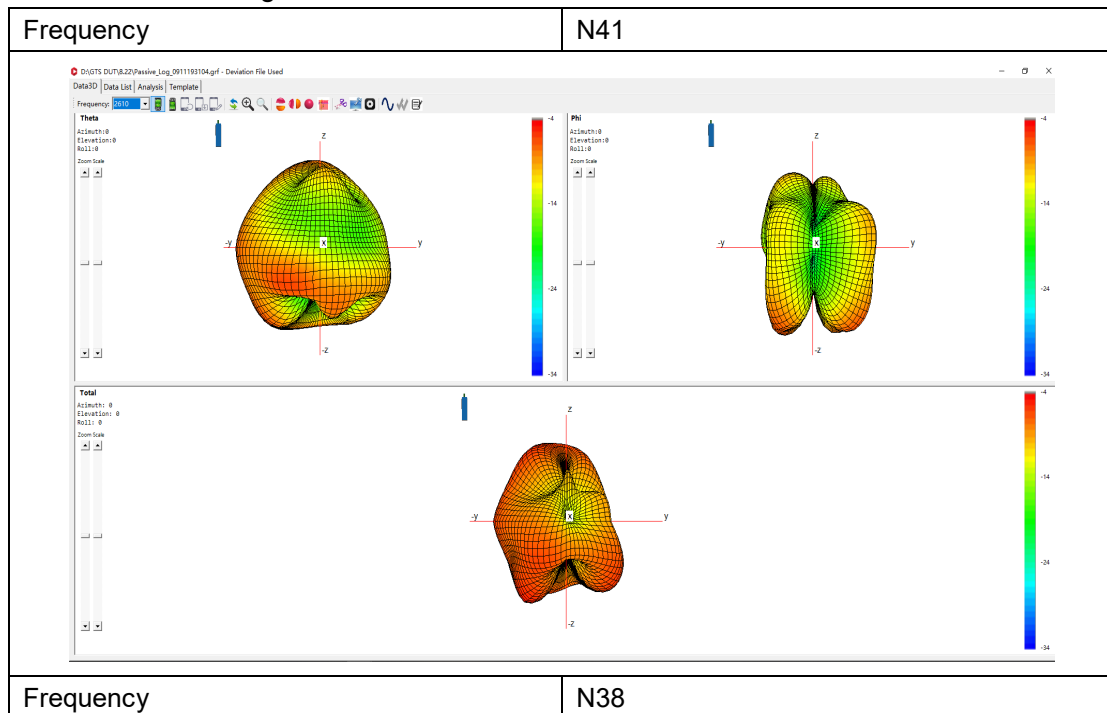 Frequency N41
D:\GTS DUT\8.22\Passive_Log_0911193104.grf - Deviation File Used
Data3D Data List Analysis Template
Frequency: 2610
Theta
Azimuth:0
Elevation:0
Roll:0
Zoom Scale
z
-y
x
y
-z
-4
-14
-24
-34
Phi
Azimuth:0
Elevation:0
Roll:0
Zoom Scale
z
-y
x
y
-z
-4
-14
-24
-34
Total
Azimuth: 0
Elevation: 0
Roll: 0
Zoom Scale
z
-y
x
y
-z
-4
-14
-24
-34
Frequency N38